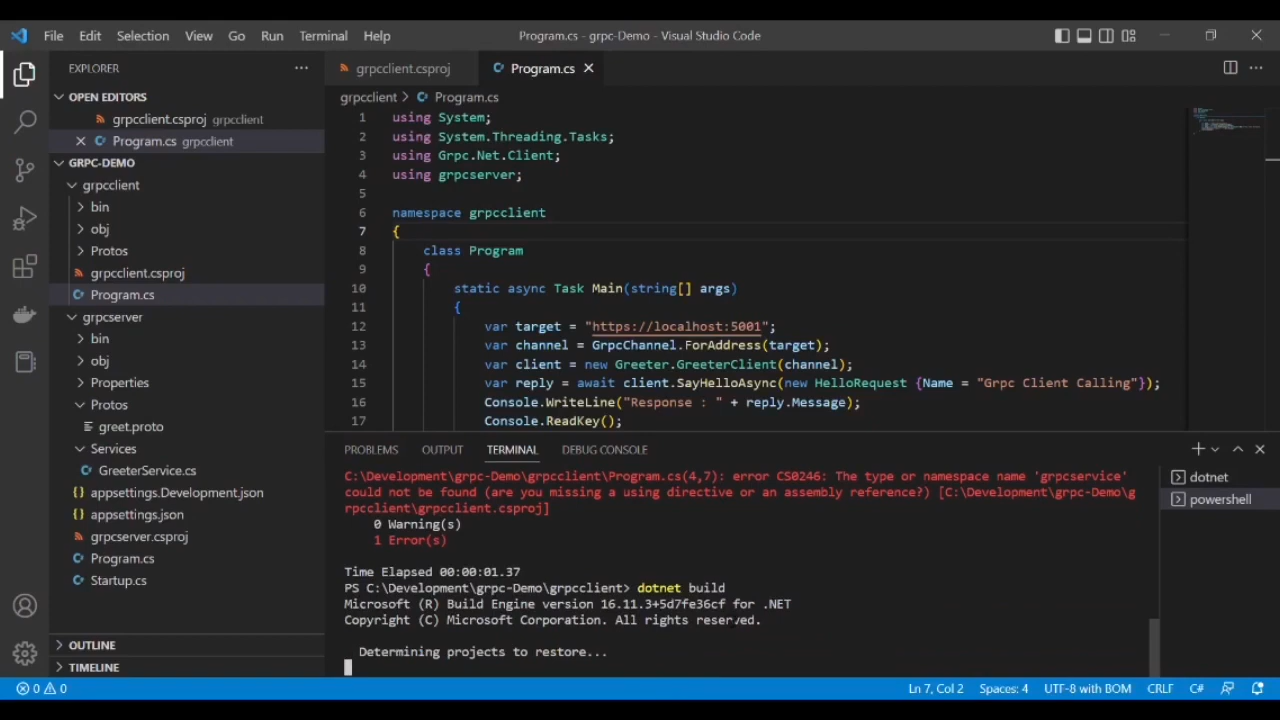 File Edit Selection View Go Run Terminal Help Program.cs - grpc-Demo - Visual Studio Code
EXPLORER
OPEN EDITORS
grpcclient.csproj grpcclient
Program.cs grpcclient
GRPC-DEMO
grpcclient
bin
obj
Protos
grpcclient.csproj
Program.cs
grpcserver
bin
obj
Properties
Protos
greet.proto
Services
GreeterService.cs
appsettings.Development.json
appsettings.json
grpcserver.csproj
Program.cs
Startup.cs
OUTLINE
TIMELINE
grpcclient.csproj Program.cs
grpcclient > Program.cs
1 using System;
2 using System.Threading.Tasks;
3 using Grpc.Net.Client;
4 using grpcserver;
5
6 namespace grpcclient
7 {
8 class Program
9 {
10 static async Task Main(string[] args)
11 {
12 var target = "https://localhost:5001";
13 var channel = GrpcChannel.ForAddress(target);
14 var client = new Greeter.GreeterClient(channel);
15 var reply = await client.SayHelloAsync(new HelloRequest {Name = "Grpc Client Calling"});
16 Console.WriteLine("Response : " + reply.Message);
17 Console.ReadKey();
PROBLEMS OUTPUT TERMINAL DEBUG CONSOLE
C:\Development\grpc-Demo\grpcclient\Program.cs(4,7): error CS0246: The type or namespace name 'grpcservice'
could not be found (are you missing a using directive or an assembly reference?) [C:\Development\grpc-Demo\g
rpcclient\grpcclient.csproj]
0 Warning(s)
1 Error(s)
Time Elapsed 00:00:01.37
PS C:\Development\grpc-Demo\grpcclient> dotnet build
Microsoft (R) Build Engine version 16.11.3+5d7fe36cf for .NET
Copyright (C) Microsoft Corporation. All rights reserved.
Determining projects to restore...
dotnet
powershell
0 0 Ln 7, Col 2 Spaces: 4 UTF-8 with BOM CRLF C#